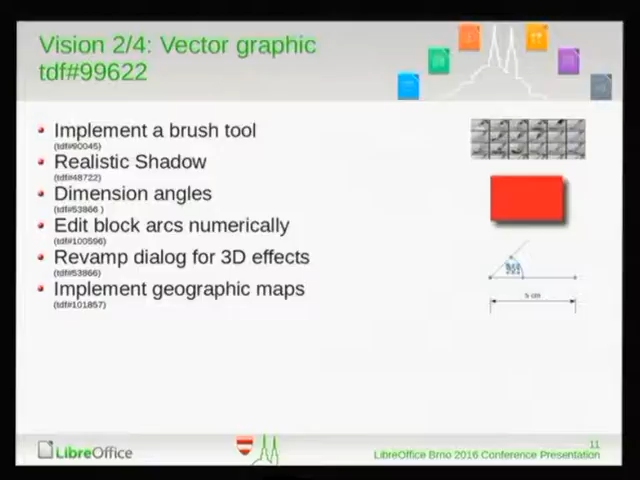 Vision 2/4: Vector graphic
tdf#99622
Implement a brush tool
(tdf#90045)
Realistic Shadow
(tdf#48722)
Dimension angles
(tdf#53866 )
Edit block arcs numerically
(tdf#100596)
Revamp dialog for 3D effects
(tdf#53866)
Implement geographic maps
(tdf#101857)
5 cm
LibreOffice
11
LibreOffice Brno 2016 Conference Presentation